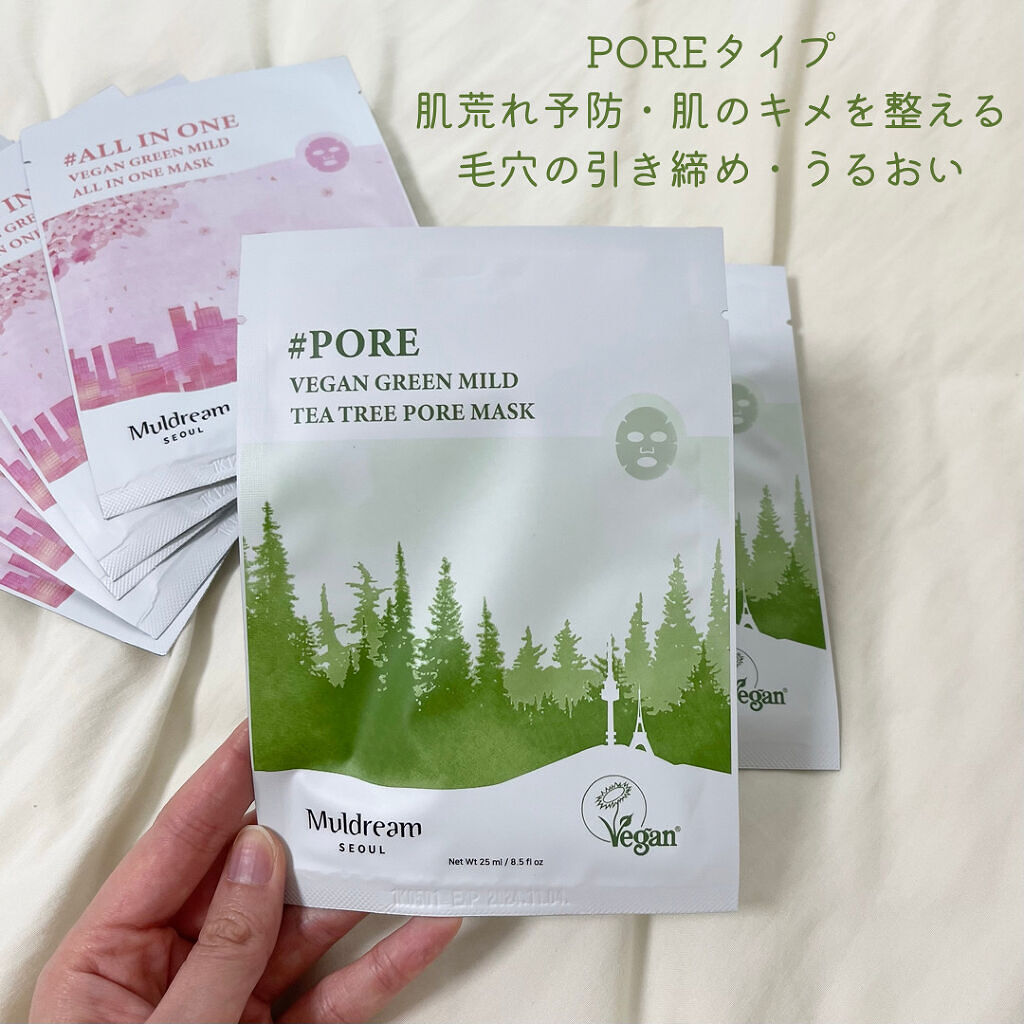 POREタイプ
肌荒れ予防・肌のキメを整える
毛穴の引き締め・うるおい
#ALL IN ONE
VEGAN GREEN MILD
ALL IN ONE MASK
Muldream
SEOUL
#PORE
VEGAN GREEN MILD
TEA TREE PORE MASK
Muldream
SEOUL
Net Wt 25 ml / 8.5 fl oz
Vegan®
egan®